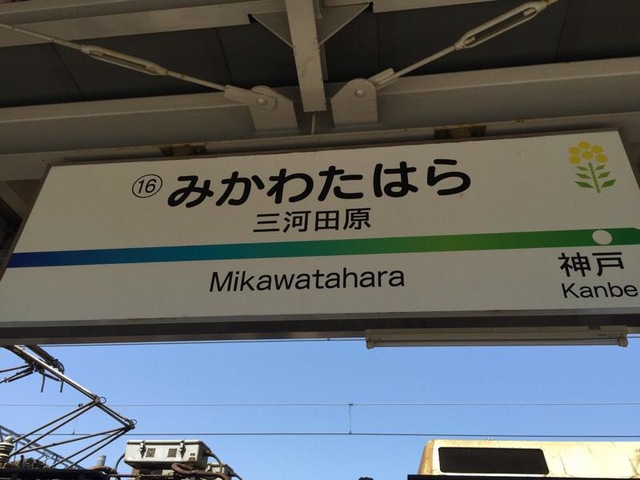 ⑯ みかわたはら
三河田原
Mikawatahara
神戸
Kanbe